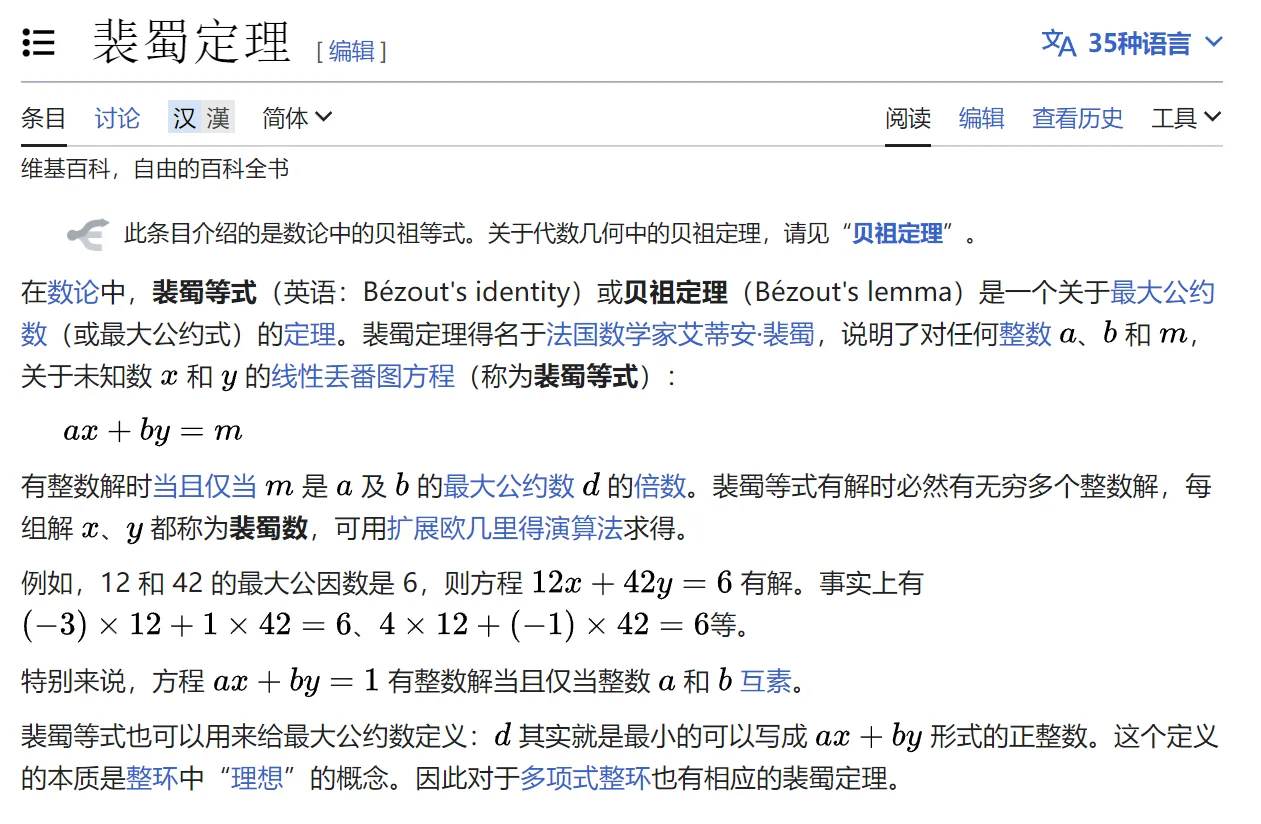 裴蜀定理 [ 编辑 ]
文A 35种语言
条目 讨论 汉 漢 简体 阅读 编辑 查看历史 工具
维基百科，自由的百科全书
此条目介绍的是数论中的贝祖等式。关于代数几何中的贝祖定理，请见“贝祖定理”。
在数论中，裴蜀等式（英语：Bézout's identity）或贝祖定理（Bézout's lemma）是一个关于最大公约
数（或最大公约式）的定理。裴蜀定理得名于法国数学家艾蒂安·裴蜀，说明了对任何整数 a、b 和 m，
关于未知数 x 和 y 的线性丢番图方程（称为裴蜀等式）：
ax + by = m
有整数解时当且仅当 m 是 a 及 b 的最大公约数 d 的倍数。裴蜀等式有解时必然有无穷多个整数解，每
组解 x、y 都称为裴蜀数，可用扩展欧几里得演算法求得。
例如，12 和 42 的最大公因数是 6，则方程 12x + 42y = 6 有解。事实上有
(−3) × 12 + 1 × 42 = 6、4 × 12 + (−1) × 42 = 6等。
特别来说，方程 ax + by = 1 有整数解当且仅当整数 a 和 b 互素。
裴蜀等式也可以用来给最大公约数定义：d 其实就是最小的可以写成 ax + by 形式的正整数。这个定义
的本质是整环中“理想”的概念。因此对于多项式整环也有相应的裴蜀定理。